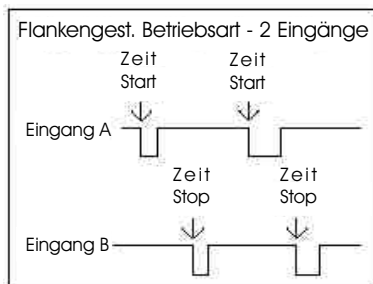 Flankengest. Betriebsart - 2 Eingänge
Zeit Zeit
Start Start
Eingang A
Zeit Zeit
Stop Stop
Eingang B